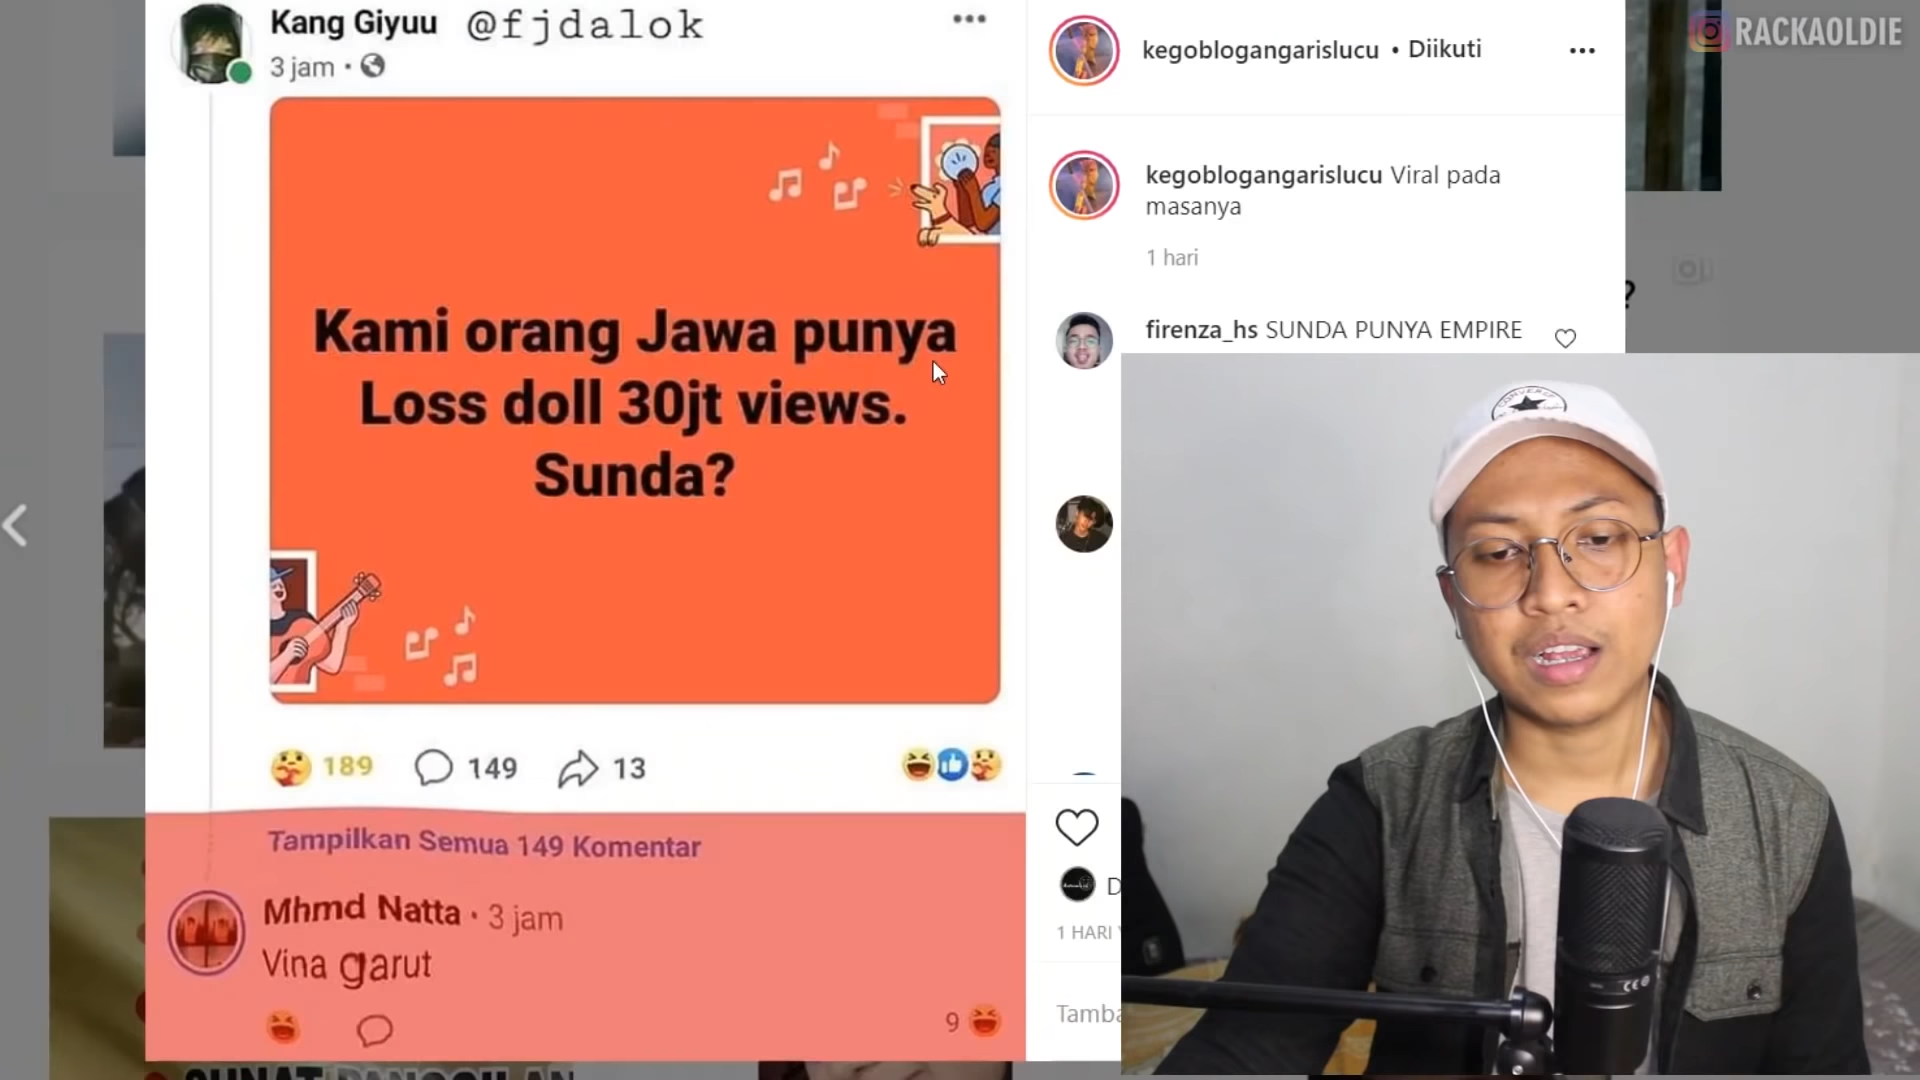 Kang Giyuu @fjdalok
3 jam
Kami orang Jawa punya
Loss doll 30jt views.
Sunda?
189 149 13
Tampilkan Semua 149 Komentar
Mhmd Natta · 3 jam
Vina garut
9
kegoblogangarislucu • Diikuti
kegoblogangarislucu Viral pada
masanya
1 hari
firenza_hs SUNDA PUNYA EMPIRE
1 HARI
RACKAOLDIE
?
CONVERSE
CE